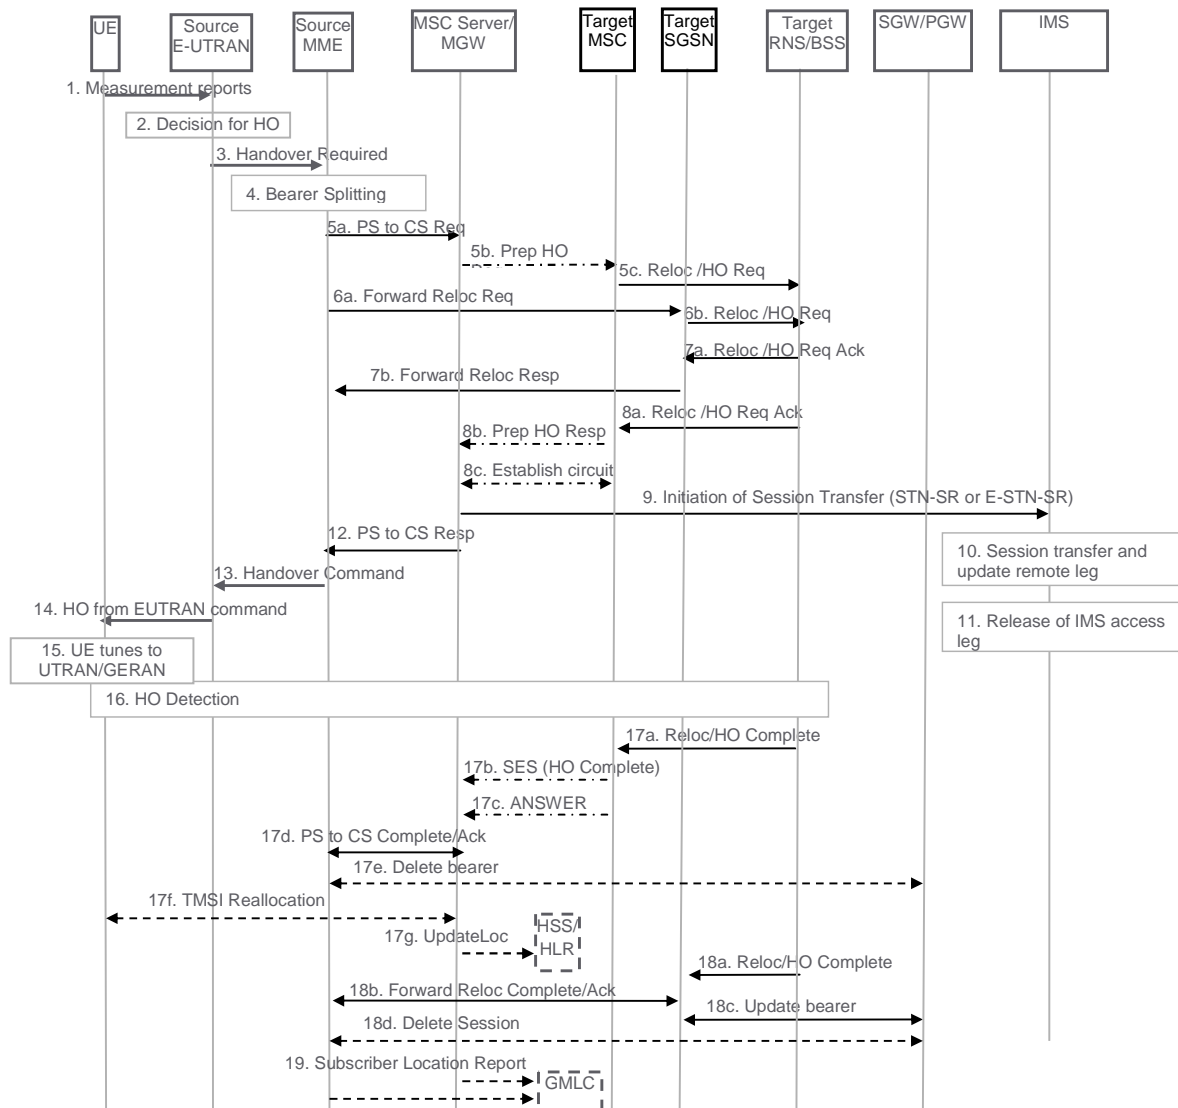 UE
Source
E-UTRAN
Source
MME
MSC Server/
MGW
Target
MSC
Target
SGSN
Target
RNS/BSS
SGW/PGW
IMS
1. Measurement reports
2. Decision for HO
3. Handover Required
4. Bearer Splitting
5a. PS to CS Req
5b. Prep HO
5c. Reloc /HO Req
6a. Forward Reloc Req
6b. Reloc /HO Req
7a. Reloc /HO Req Ack
7b. Forward Reloc Resp
8a. Reloc /HO Req Ack
8b. Prep HO Resp
8c. Establish circuit
9. Initiation of Session Transfer (STN-SR or E-STN-SR)
12. PS to CS Resp
10. Session transfer and
update remote leg
13. Handover Command
14. HO from EUTRAN command
11. Release of IMS access
leg
15. UE tunes to
UTRAN/GERAN
16. HO Detection
17a. Reloc/HO Complete
17b. SES (HO Complete)
17c. ANSWER
17d. PS to CS Complete/Ack
17e. Delete bearer
17f. TMSI Reallocation
17g. UpdateLoc
HSS/
HLR
18a. Reloc/HO Complete
18b. Forward Reloc Complete/Ack
18c. Update bearer
18d. Delete Session
19. Subscriber Location Report
GMLC